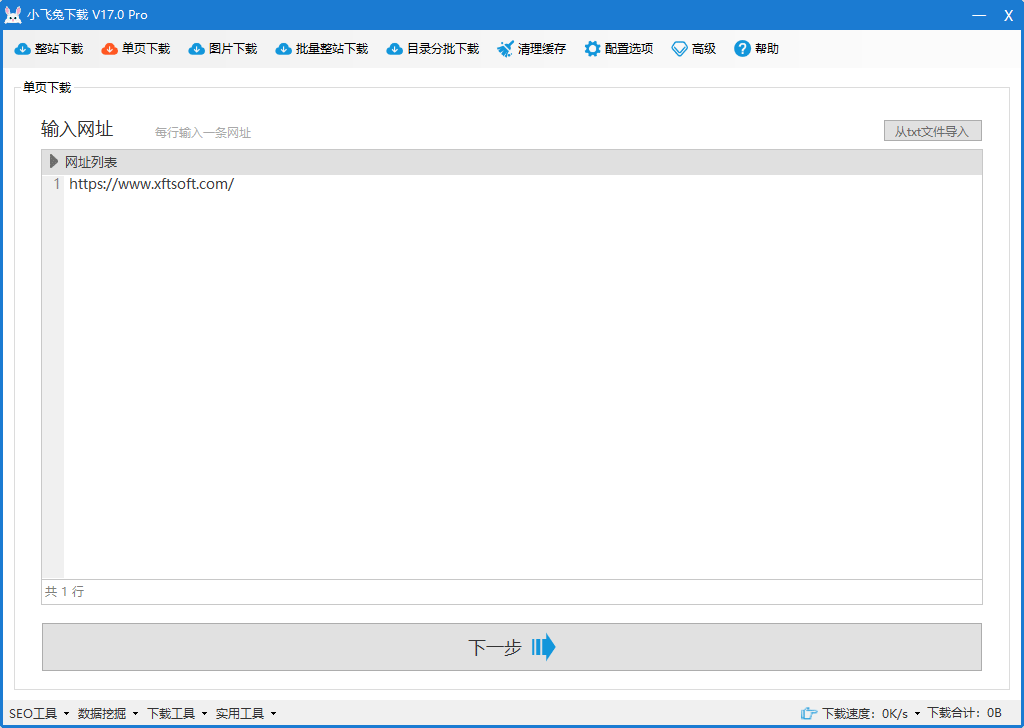 小飞兔下载 V17.0 Pro
整站下载 单页下载 图片下载 批量整站下载 目录分批下载 清理缓存 配置选项 高级 帮助
单页下载
输入网址 每行输入一条网址 从txt文件导入
网址列表
1 https://www.xftsoft.com/
共 1 行
下一步
SEO工具 数据挖掘 下载工具 实用工具 下载速度：0K/s 下载合计：0B